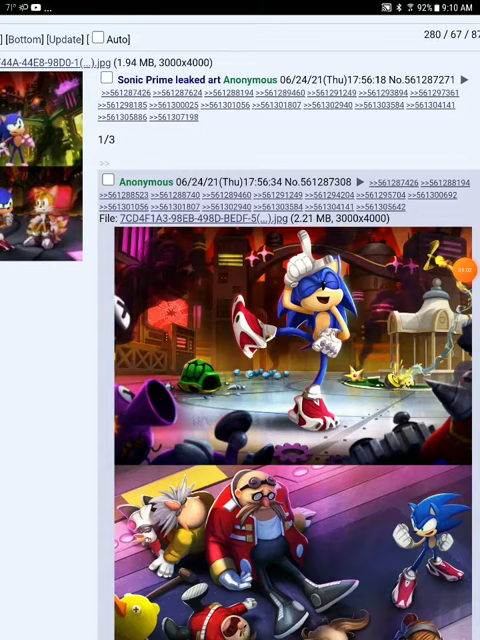 71° 92% 9:10 AM
] [Bottom] [Update] [ Auto] 280 / 67 / 87
744A-44E8-98D0-1(...).jpg (1.94 MB, 3000x4000)
Sonic Prime leaked art Anonymous 06/24/21(Thu)17:56:18 No.561287271 ▶
>>561287426 >>561287624 >>561288194 >>561289460 >>561291249 >>561293894 >>561297361
>>561298185 >>561300025 >>561301056 >>561301807 >>561302940 >>561303584 >>561304141
>>561305886 >>561307198
1/3
>>
Anonymous 06/24/21(Thu)17:56:34 No.561287308 ▶ >>561287426 >>561288194
>>561288523 >>561288740 >>561289460 >>561291249 >>561294204 >>561295704 >>561300692
>>561301056 >>561301807 >>561302940 >>561303584 >>561304141 >>561305642
File: 7CD4F1A3-98EB-498D-BEDF-5(...).jpg (2.21 MB, 3000x4000)